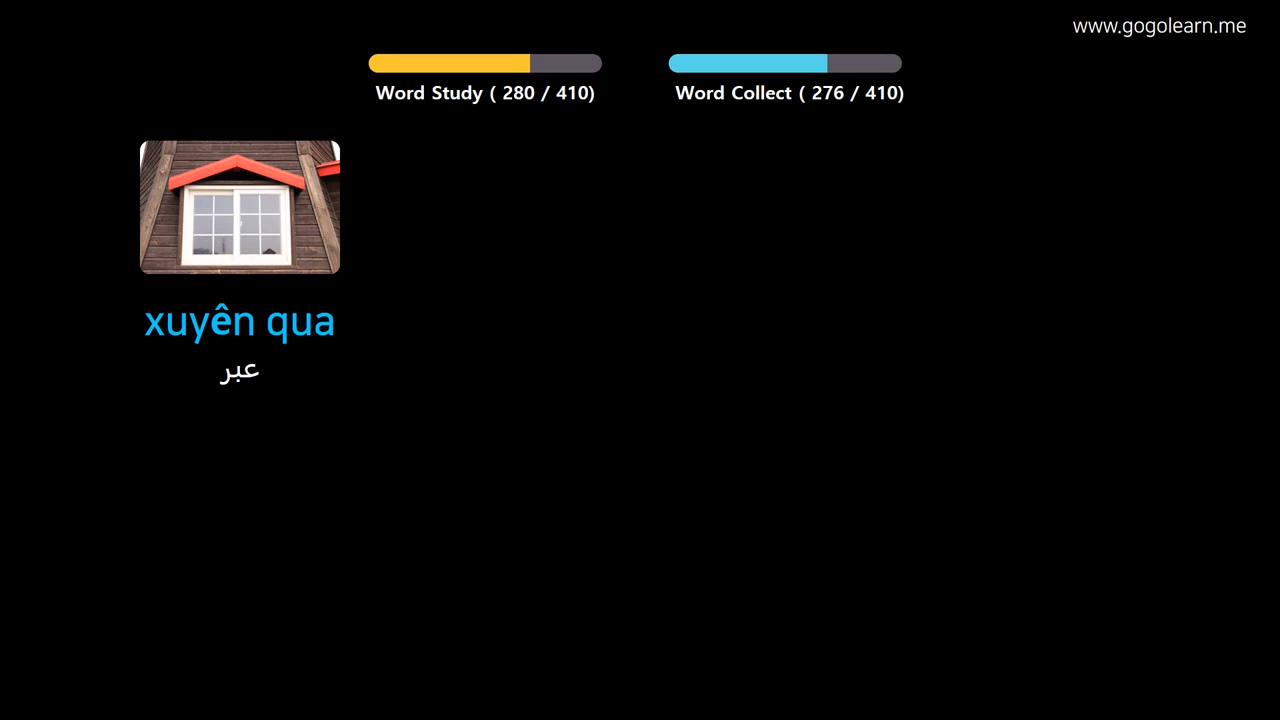 www.gogolearn.me
Word Study ( 280 / 410)
Word Collect ( 276 / 410)
xuyên qua
عبر